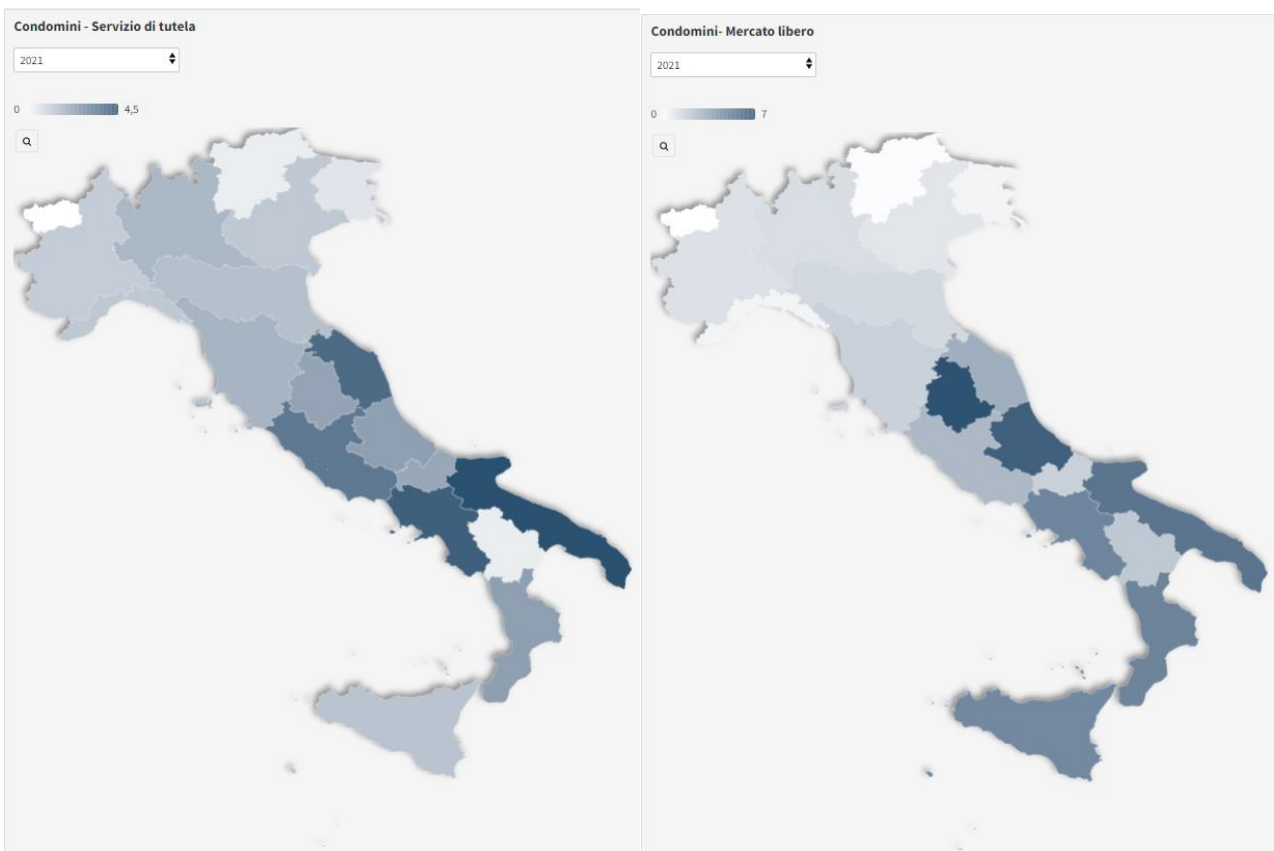 Condomini - Servizio di tutela
2021
0 4,5
Condomini- Mercato libero
2021
0 7